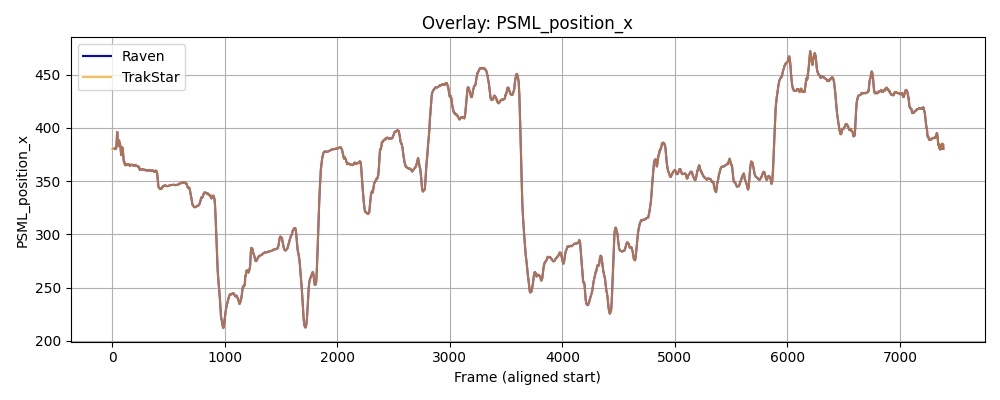 Overlay: PSML_position_x
Raven
TrakStar
PSML_position_x
450
400
350
300
250
200
0 1000 2000 3000 4000 5000 6000 7000
Frame (aligned start)